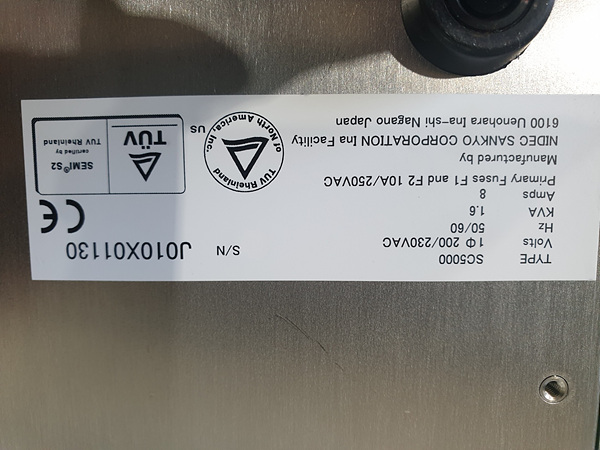 TYPE SC5000 S/N J010X01130
Volts 1Φ 200/230VAC
Hz 50/60
KVA 1.6
Amps 8
Primary Fuses F1 and F2 10A/250VAC
Manufactured by
NIDEC SANKYO CORPORATION Ina Facility
6100 Uenohara Ina-shi Nagano Japan
TÜV Rheinland
of North America, Inc.
US
CE
TÜV
SEMI® S2
certified by
TUV Rheinland